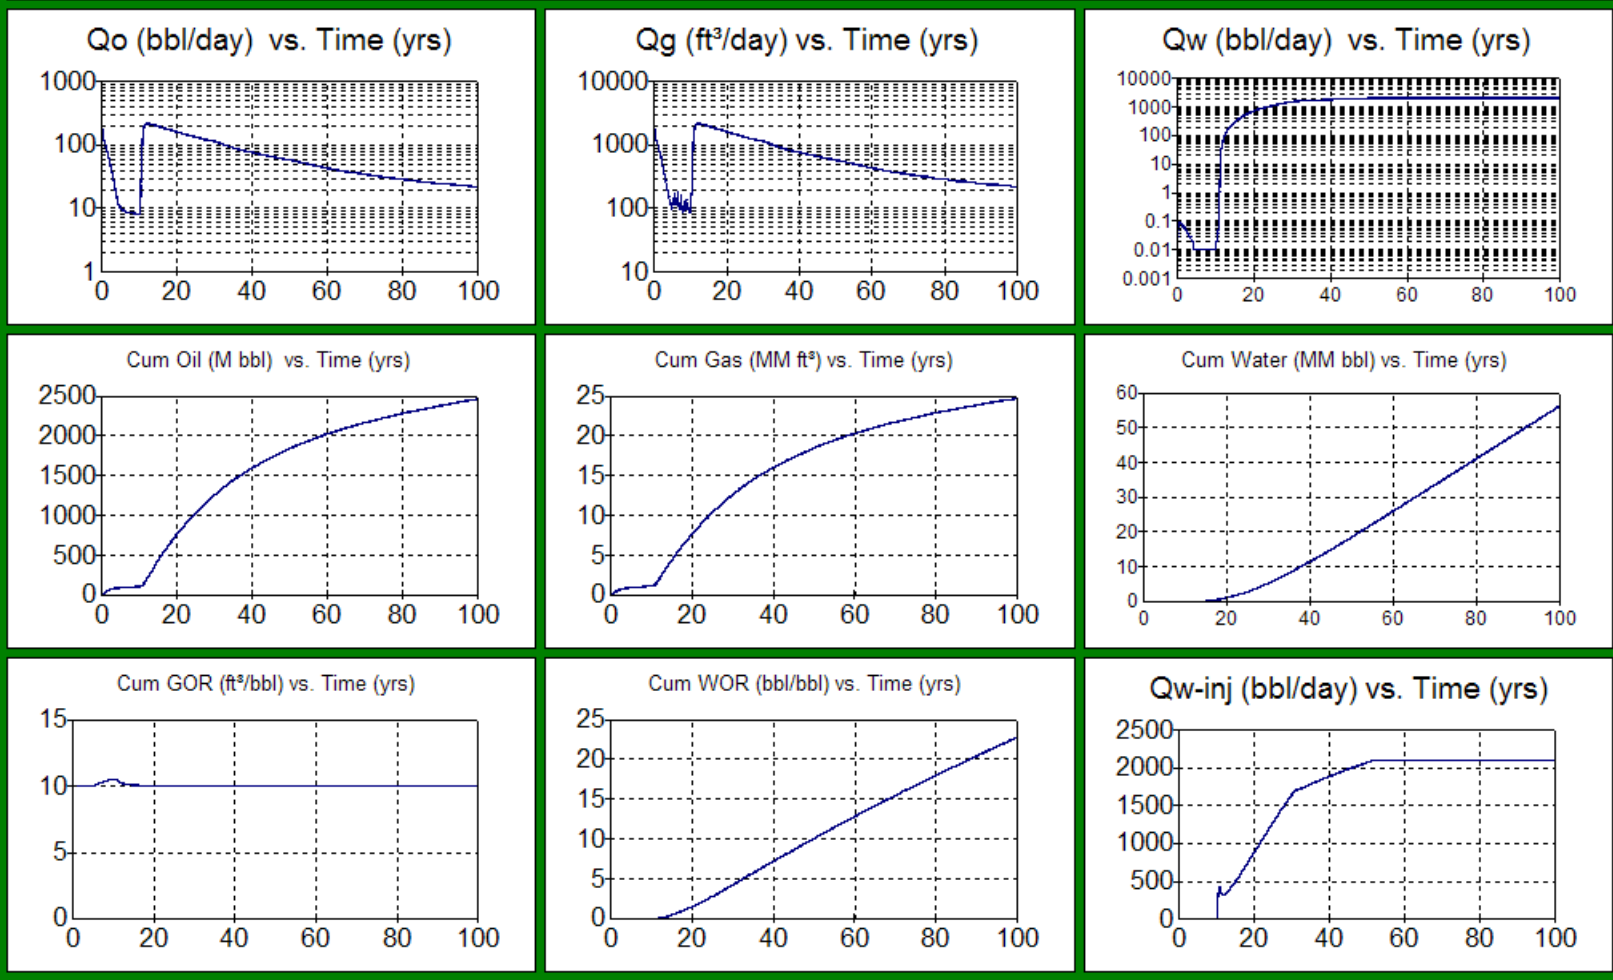 Qo (bbl/day)  vs. Time (yrs)
1000
100
10
1
0 20 40 60 80 100
Qg (ft³/day) vs. Time (yrs)
10000
1000
100
10
0 20 40 60 80 100
Qw (bbl/day)  vs. Time (yrs)
10000
1000
100
10
1
0.1
0.01
0.001
0 20 40 60 80 100
Cum Oil (M bbl)  vs. Time (yrs)
2500
2000
1500
1000
500
0
0 20 40 60 80 100
Cum Gas (MM ft³) vs. Time (yrs)
25
20
15
10
5
0
0 20 40 60 80 100
Cum Water (MM bbl) vs. Time (yrs)
60
50
40
30
20
10
0
0 20 40 60 80 100
Cum GOR (ft³/bbl) vs. Time (yrs)
15
10
5
0
0 20 40 60 80 100
Cum WOR (bbl/bbl) vs. Time (yrs)
25
20
15
10
5
0
0 20 40 60 80 100
Qw-inj (bbl/day) vs. Time (yrs)
2500
2000
1500
1000
500
0
0 20 40 60 80 100